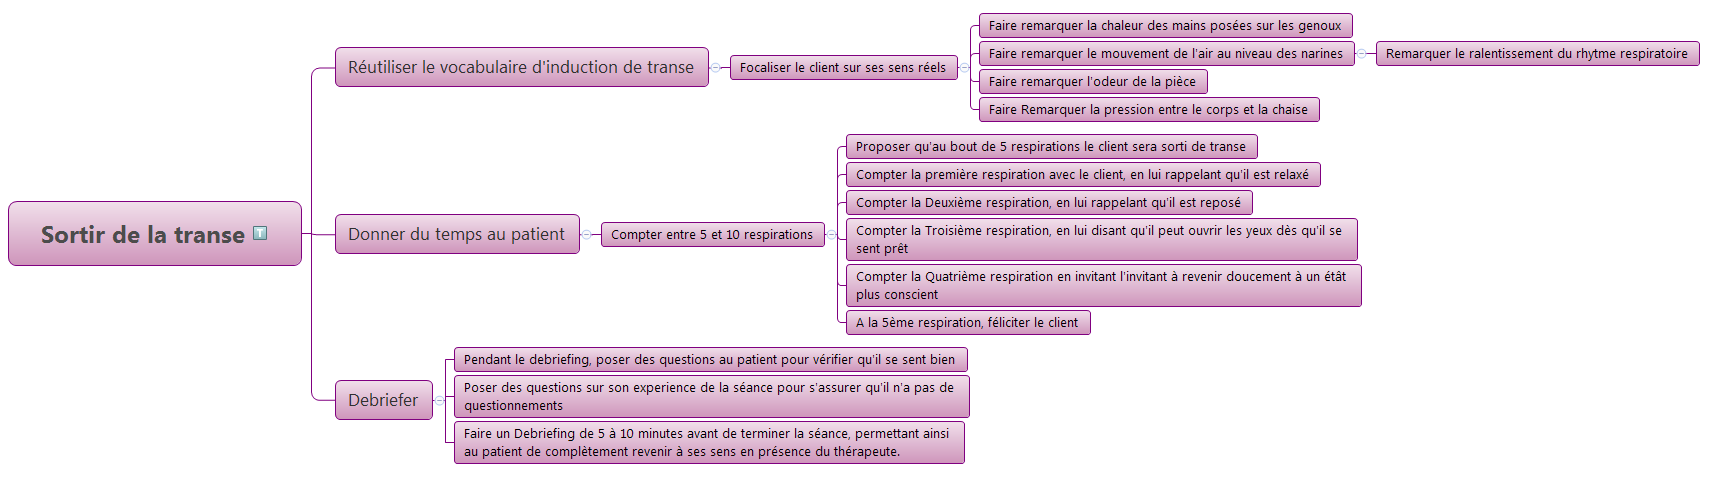 Sortir de la transe
T
Réutiliser le vocabulaire d'induction de transe
Focaliser le client sur ses sens réels
Faire remarquer la chaleur des mains posées sur les genoux
Faire remarquer le mouvement de l'air au niveau des narines
Remarquer le ralentissement du rhytme respiratoire
Faire remarquer l'odeur de la pièce
Faire Remarquer la pression entre le corps et la chaise
Donner du temps au patient
Compter entre 5 et 10 respirations
Proposer qu'au bout de 5 respirations le client sera sorti de transe
Compter la première respiration avec le client, en lui rappelant qu'il est relaxé
Compter la Deuxième respiration, en lui rappelant qu'il est reposé
Compter la Troisième respiration, en lui disant qu'il peut ouvrir les yeux dès qu'il se
sent prét
Compter la Quatrième respiration en invitant l'invitant à revenir doucement à un étât
plus conscient
A la 5ème respiration, féliciter le client
Debriefer
Pendant le debriefing, poser des questions au patient pour vérifier qu'il se sent bien
Poser des questions sur son experience de la séance pour s'assurer qu'il n'a pas de
questionnements
Faire un Debriefing de 5 à 10 minutes avant de terminer la séance, permettant ainsi
au patient de complètement revenir à ses sens en présence du thérapeute.